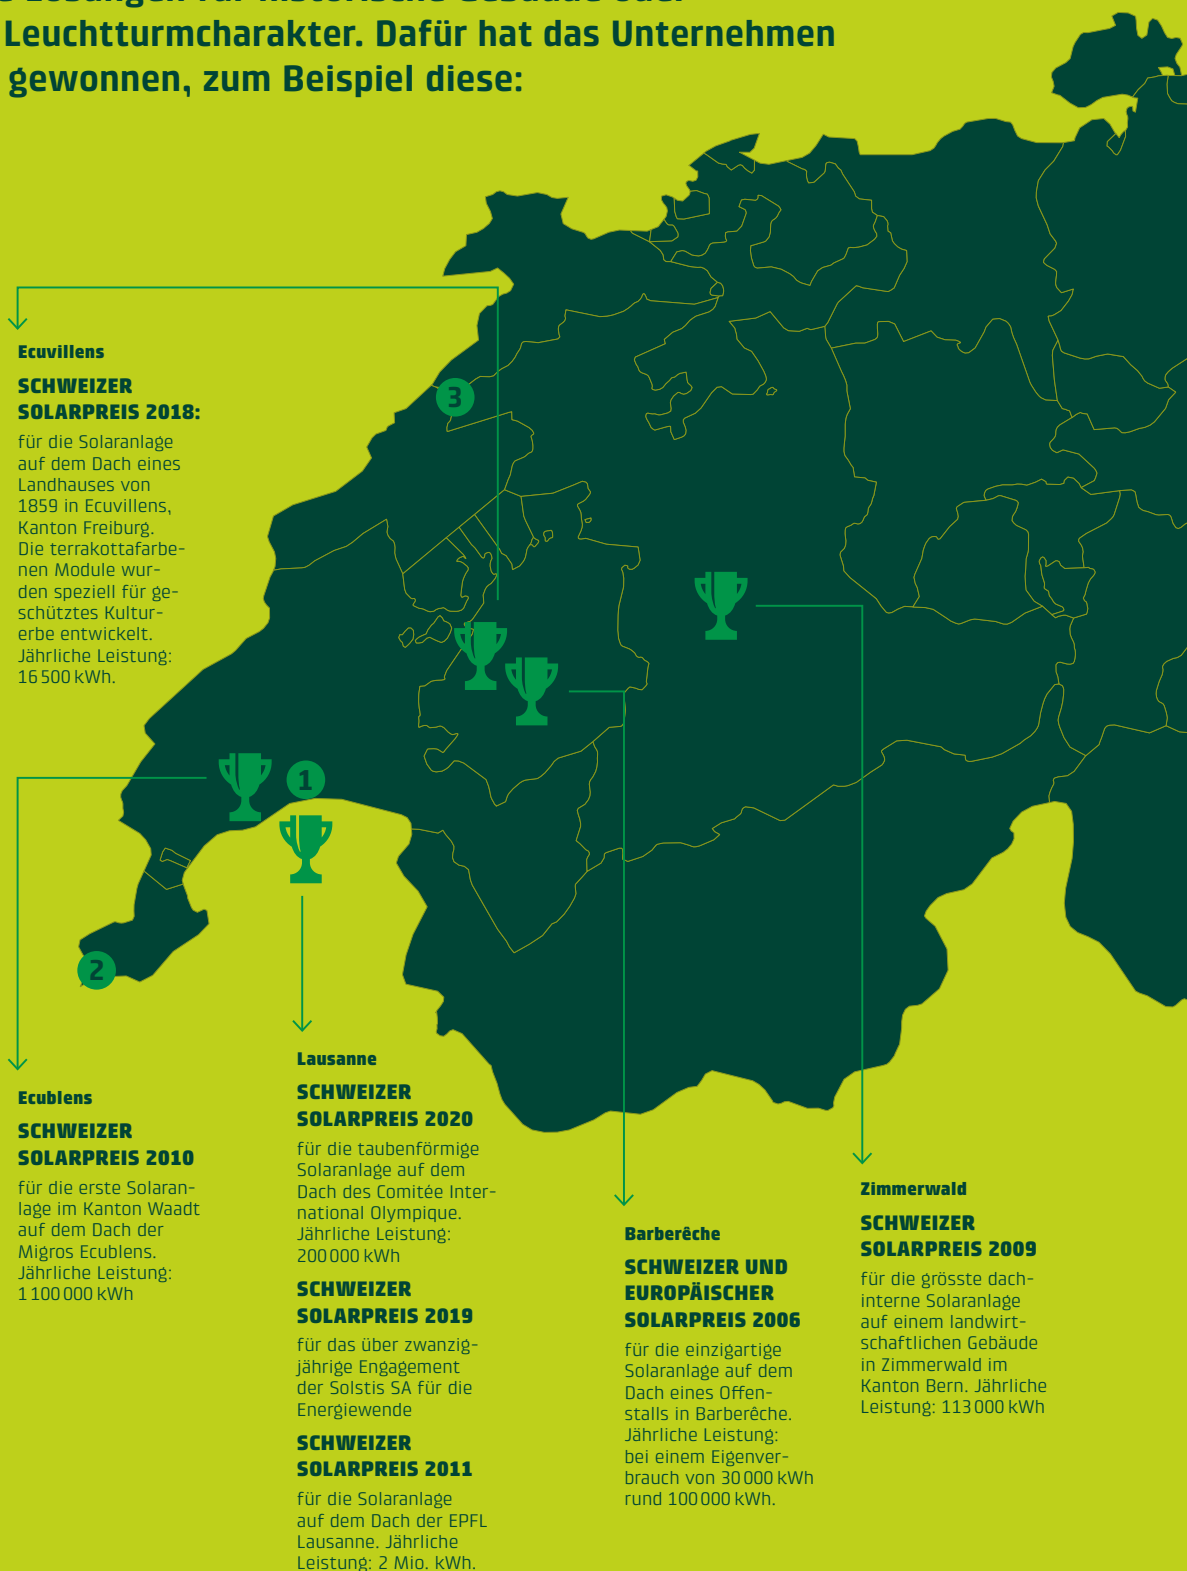 Lösungen für historische Gebäude oder
Leuchtturmcharakter. Dafür hat das Unternehmen
gewonnen, zum Beispiel diese:
3
1
2
Ecuvillens
SCHWEIZER
SOLARPREIS 2018:
für die Solaranlage
auf dem Dach eines
Landhauses von
1859 in Ecuvillens,
Kanton Freiburg.
Die terrakottafarbe-
nen Module wur-
den speziell für ge-
schütztes Kultur-
erbe entwickelt.
Jährliche Leistung:
16 500 kWh.
Ecublens
SCHWEIZER
SOLARPREIS 2010
für die erste Solaran-
lage im Kanton Waadt
auf dem Dach der
Migros Ecublens.
Jährliche Leistung:
1 100 000 kWh
Lausanne
SCHWEIZER
SOLARPREIS 2020
für die taubenförmige
Solaranlage auf dem
Dach des Comitée Inter-
national Olympique.
Jährliche Leistung:
200 000 kWh
SCHWEIZER
SOLARPREIS 2019
für das über zwanzig-
jährige Engagement
der Solstis SA für die
Energiewende
SCHWEIZER
SOLARPREIS 2011
für die Solaranlage
auf dem Dach der EPFL
Lausanne. Jährliche
Leistung: 2 Mio. kWh.
Barberêche
SCHWEIZER UND
EUROPÄISCHER
SOLARPREIS 2006
für die einzigartige
Solaranlage auf dem
Dach eines Offen-
stalls in Barberêche.
Jährliche Leistung:
bei einem Eigenver-
brauch von 30 000 kWh
rund 100 000 kWh.
Zimmerwald
SCHWEIZER
SOLARPREIS 2009
für die grösste dach-
interne Solaranlage
auf einem landwirt-
schaftlichen Gebäude
in Zimmerwald im
Kanton Bern. Jährliche
Leistung: 113 000 kWh